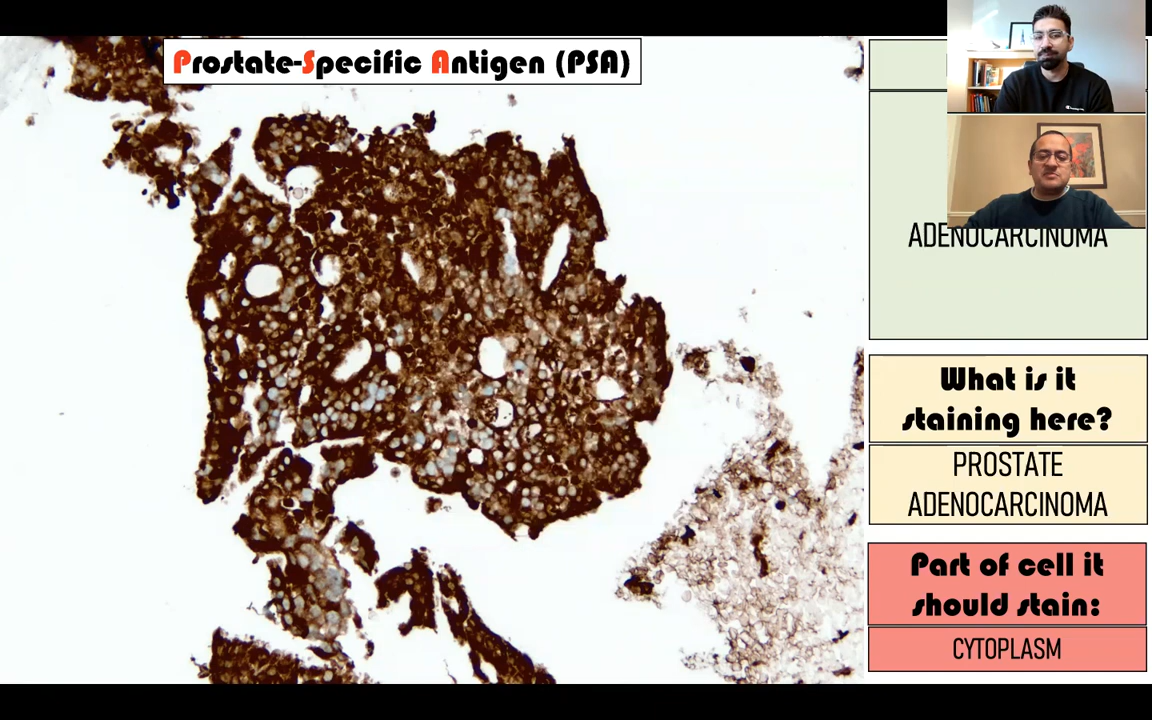 Prostate-Specific Antigen (PSA)
ADENOCARCINOMA
What is it
staining here?
PROSTATE
ADENOCARCINOMA
Part of cell it
should stain:
CYTOPLASM